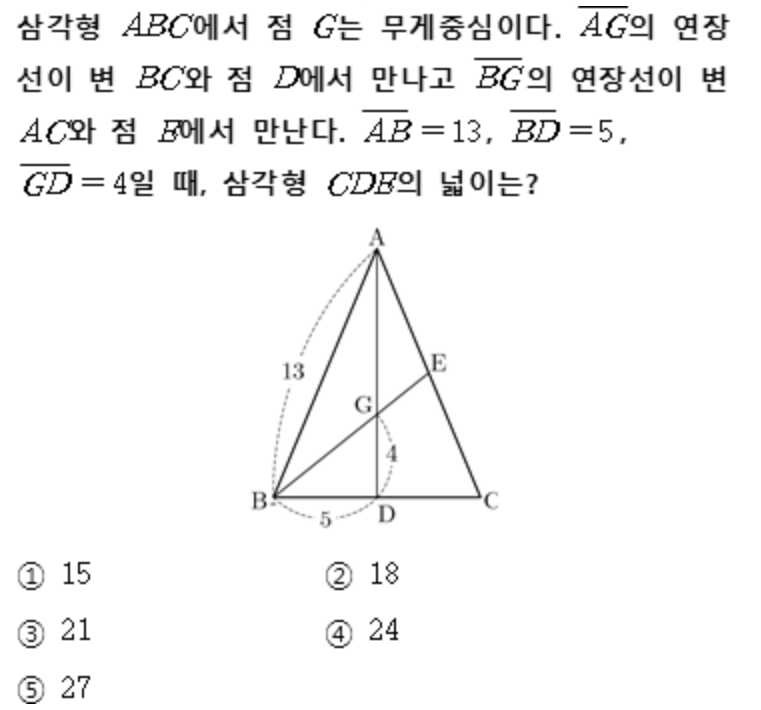 삼각형 ABC에서 점 G는 무게중심이다. AG의 연장
선이 변 BC와 점 D에서 만나고 BG의 연장선이 변
AC와 점 E에서 만난다. AB=13, BD=5,
GD=4일 때, 삼각형 CDE의 넓이는?
A
13
E
G
4
B
5
D
C
① 15
② 18
③ 21
④ 24
⑤ 27